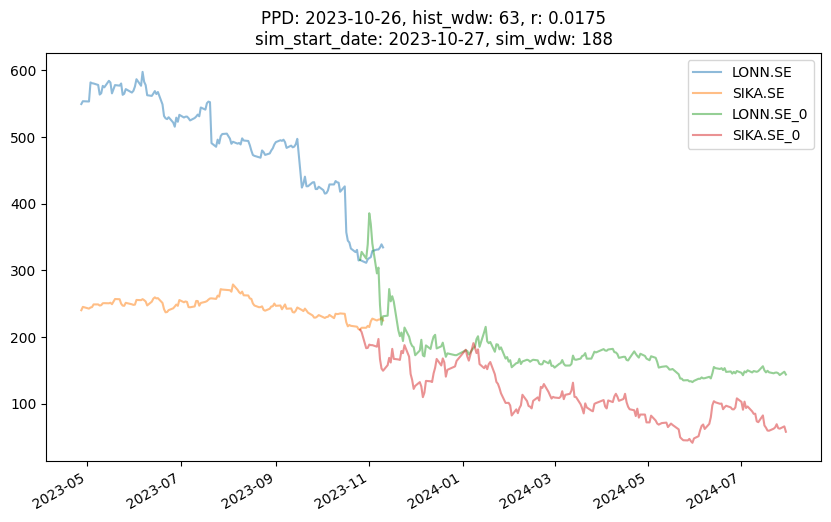 PPD: 2023-10-26, hist_wdw: 63, r: 0.0175
sim_start_date: 2023-10-27, sim_wdw: 188
LONN.SE
SIKA.SE
LONN.SE_0
SIKA.SE_0
600
500
400
300
200
100
2023-05
2023-07
2023-09
2023-11
2024-01
2024-03
2024-05
2024-07